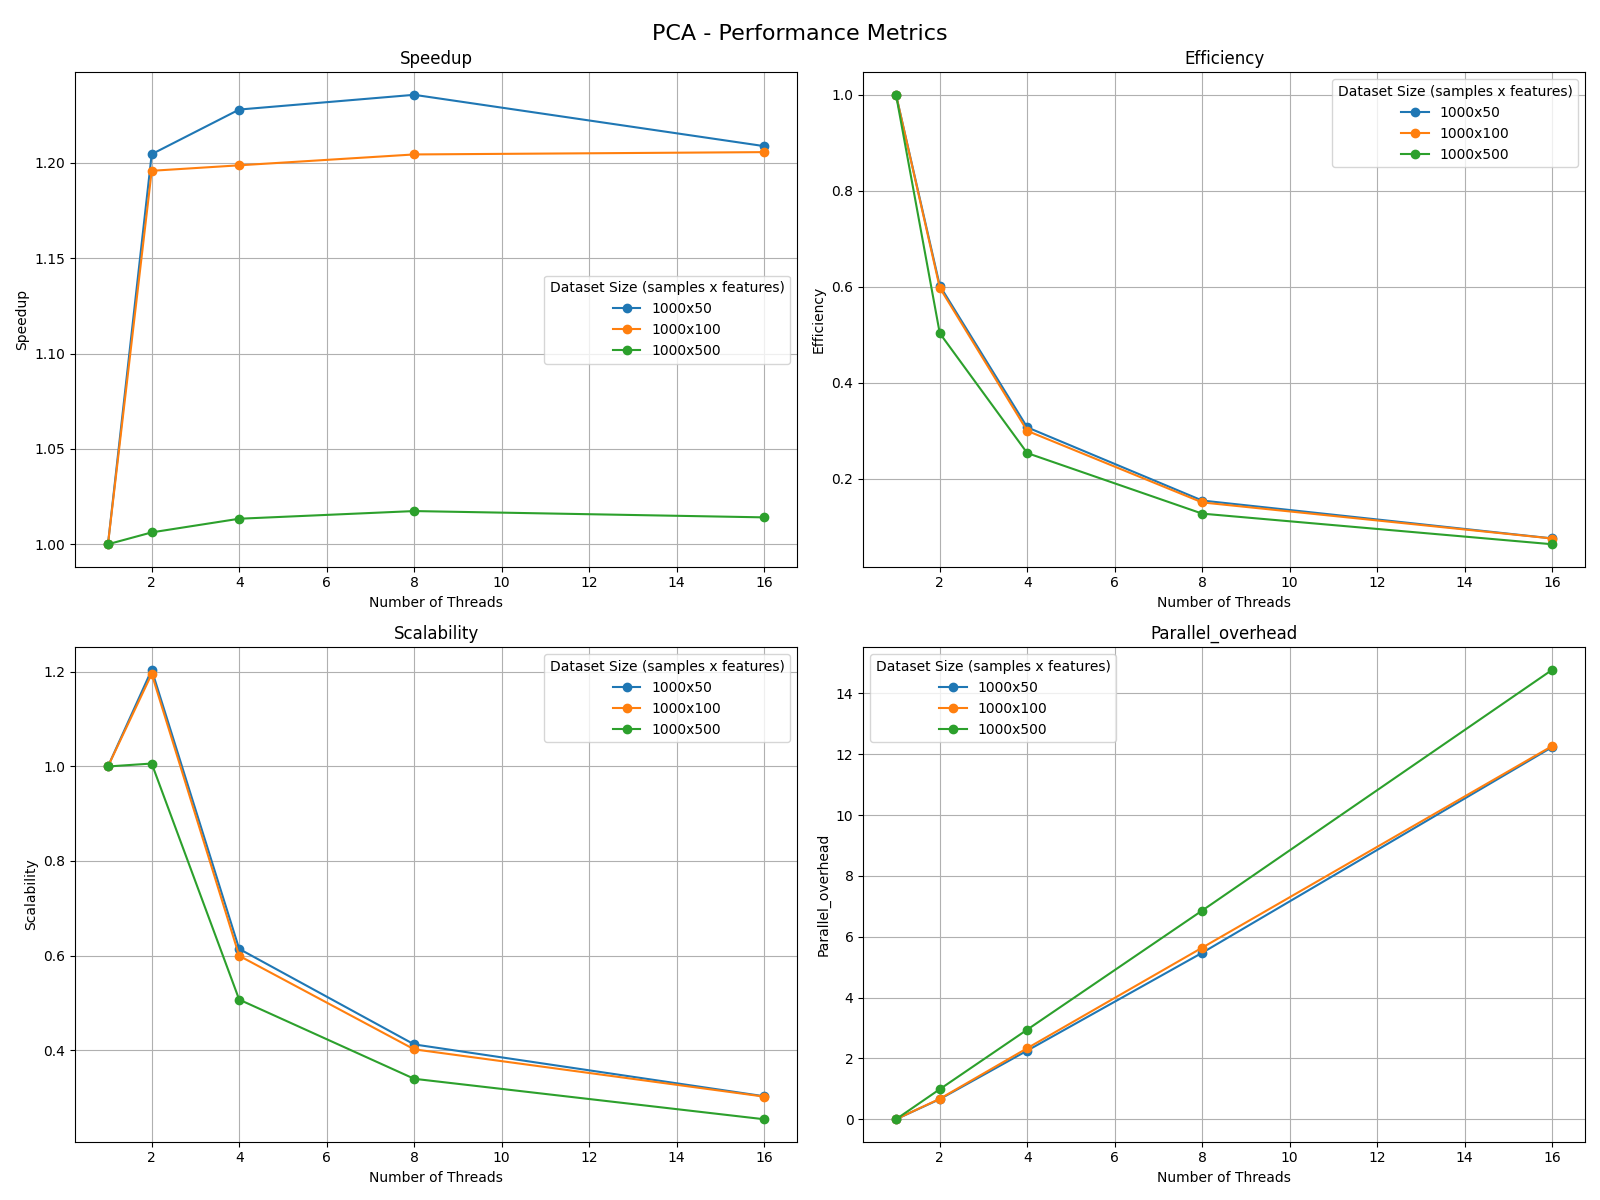 PCA - Performance Metrics
Speedup
1.20
1.15
1.10
1.05
1.00
Speedup
Dataset Size (samples x features)
1000x50
1000x100
1000x500
2 4 6 8 10 12 14 16
Number of Threads
Efficiency
1.0
0.8
0.6
0.4
0.2
Efficiency
Dataset Size (samples x features)
1000x50
1000x100
1000x500
2 4 6 8 10 12 14 16
Number of Threads
Scalability
1.2
1.0
0.8
0.6
0.4
Scalability
Dataset Size (samples x features)
1000x50
1000x100
1000x500
2 4 6 8 10 12 14 16
Number of Threads
Parallel_overhead
14
12
10
8
6
4
2
0
Parallel_overhead
Dataset Size (samples x features)
1000x50
1000x100
1000x500
2 4 6 8 10 12 14 16
Number of Threads